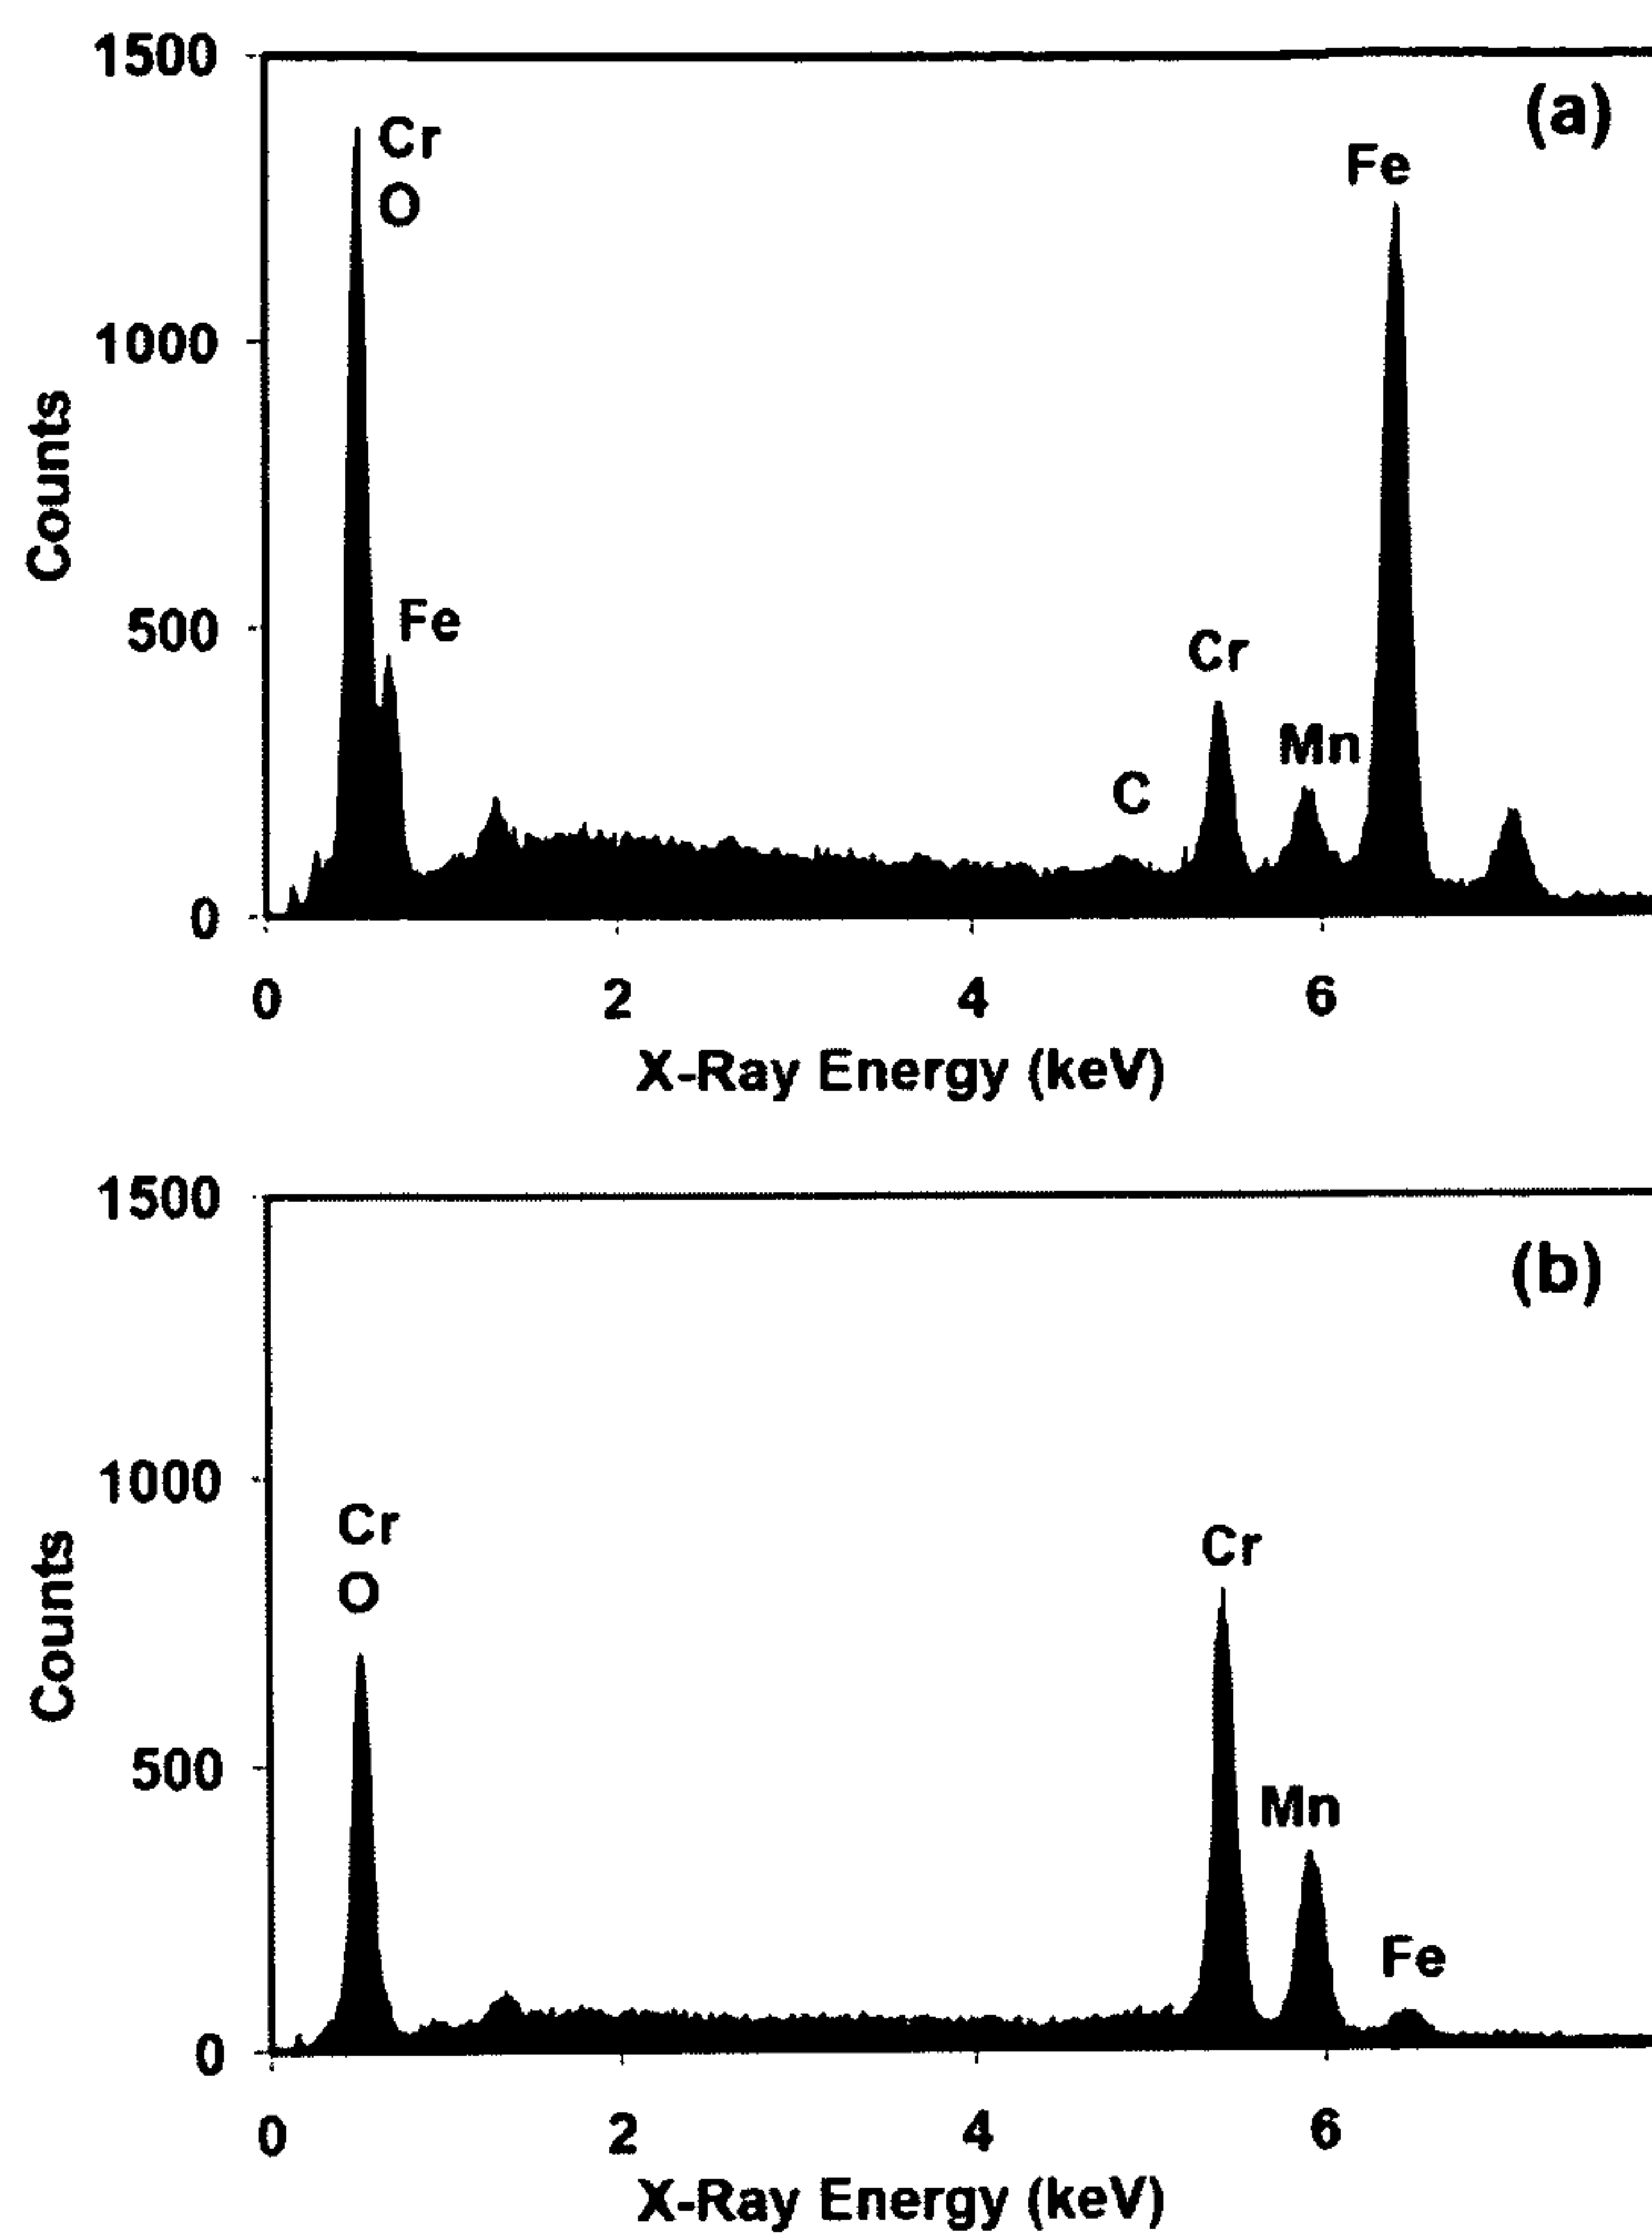 1500
(a)
Cr
O
Fe
1000
Counts
500
Fe
Cr
Mn
C
0
0 2 4 6
X-Ray Energy (keV)
1500
(b)
1000
Cr
O
Cr
Counts
500
Mn
Fe
0
0 2 4 6
X-Ray Energy (keV)